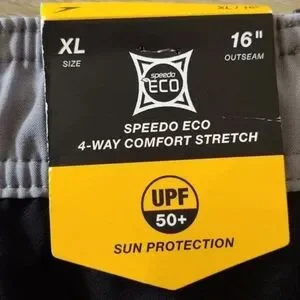 XL
SIZE
16"
OUTSEAM
speedo
ECO
SPEEDO ECO
4-WAY COMFORT STRETCH
UPF
50+
SUN PROTECTION